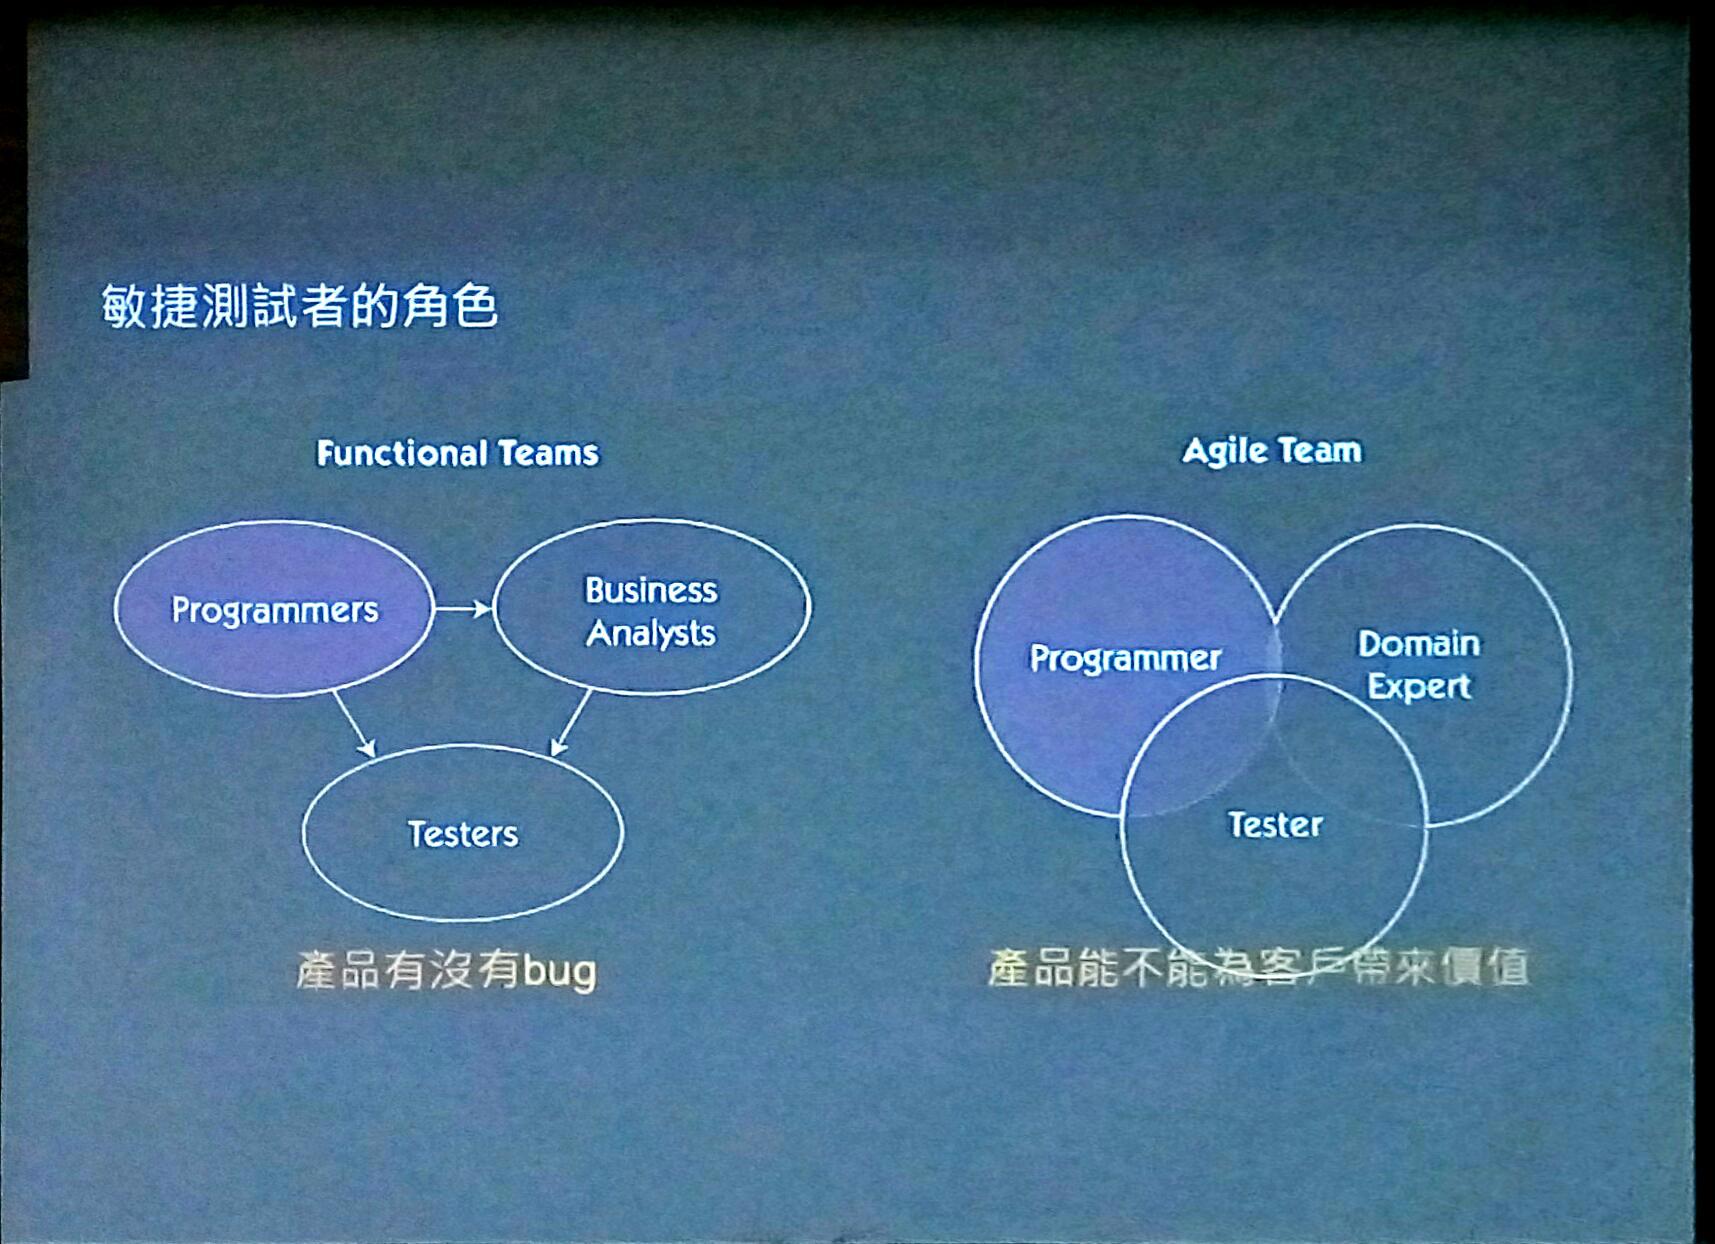 敏捷測試者的角色
Functional Teams
Programmers
Business
Analysts
Testers
產品有沒有bug
Agile Team
Programmer
Domain
Expert
Tester
產品能不能為客戶帶來價值